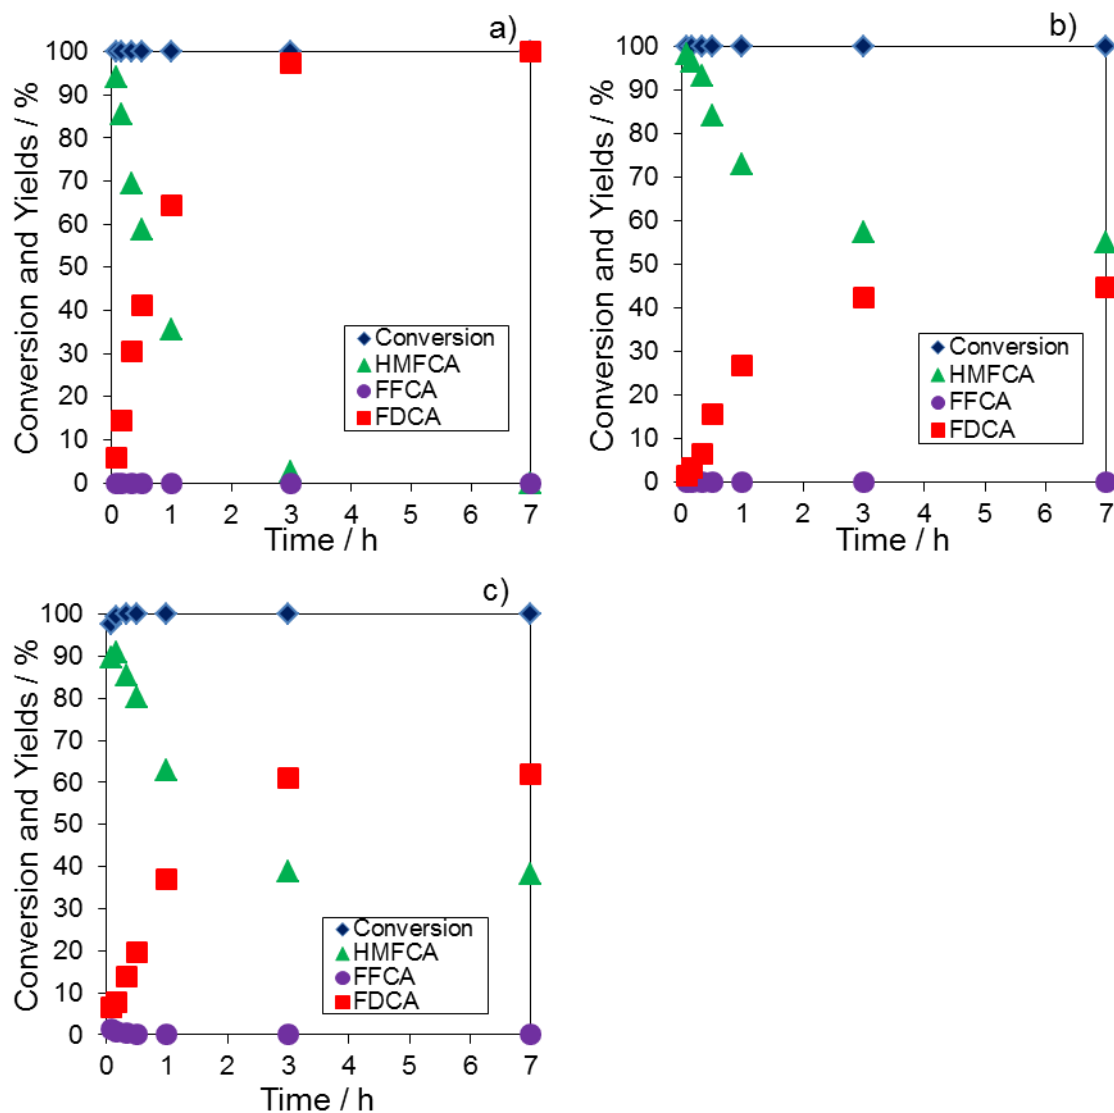 a)
Conversion and Yields / %
100
90
80
70
60
50
40
30
20
10
0
Conversion
HMFCA
FFCA
FDCA
0 1 2 3 4 5 6 7
Time / h
b)
Conversion and Yields / %
100
90
80
70
60
50
40
30
20
10
0
Conversion
HMFCA
FFCA
FDCA
0 1 2 3 4 5 6 7
Time / h
c)
Conversion and Yields / %
100
90
80
70
60
50
40
30
20
10
0
Conversion
HMFCA
FFCA
FDCA
0 1 2 3 4 5 6 7
Time / h